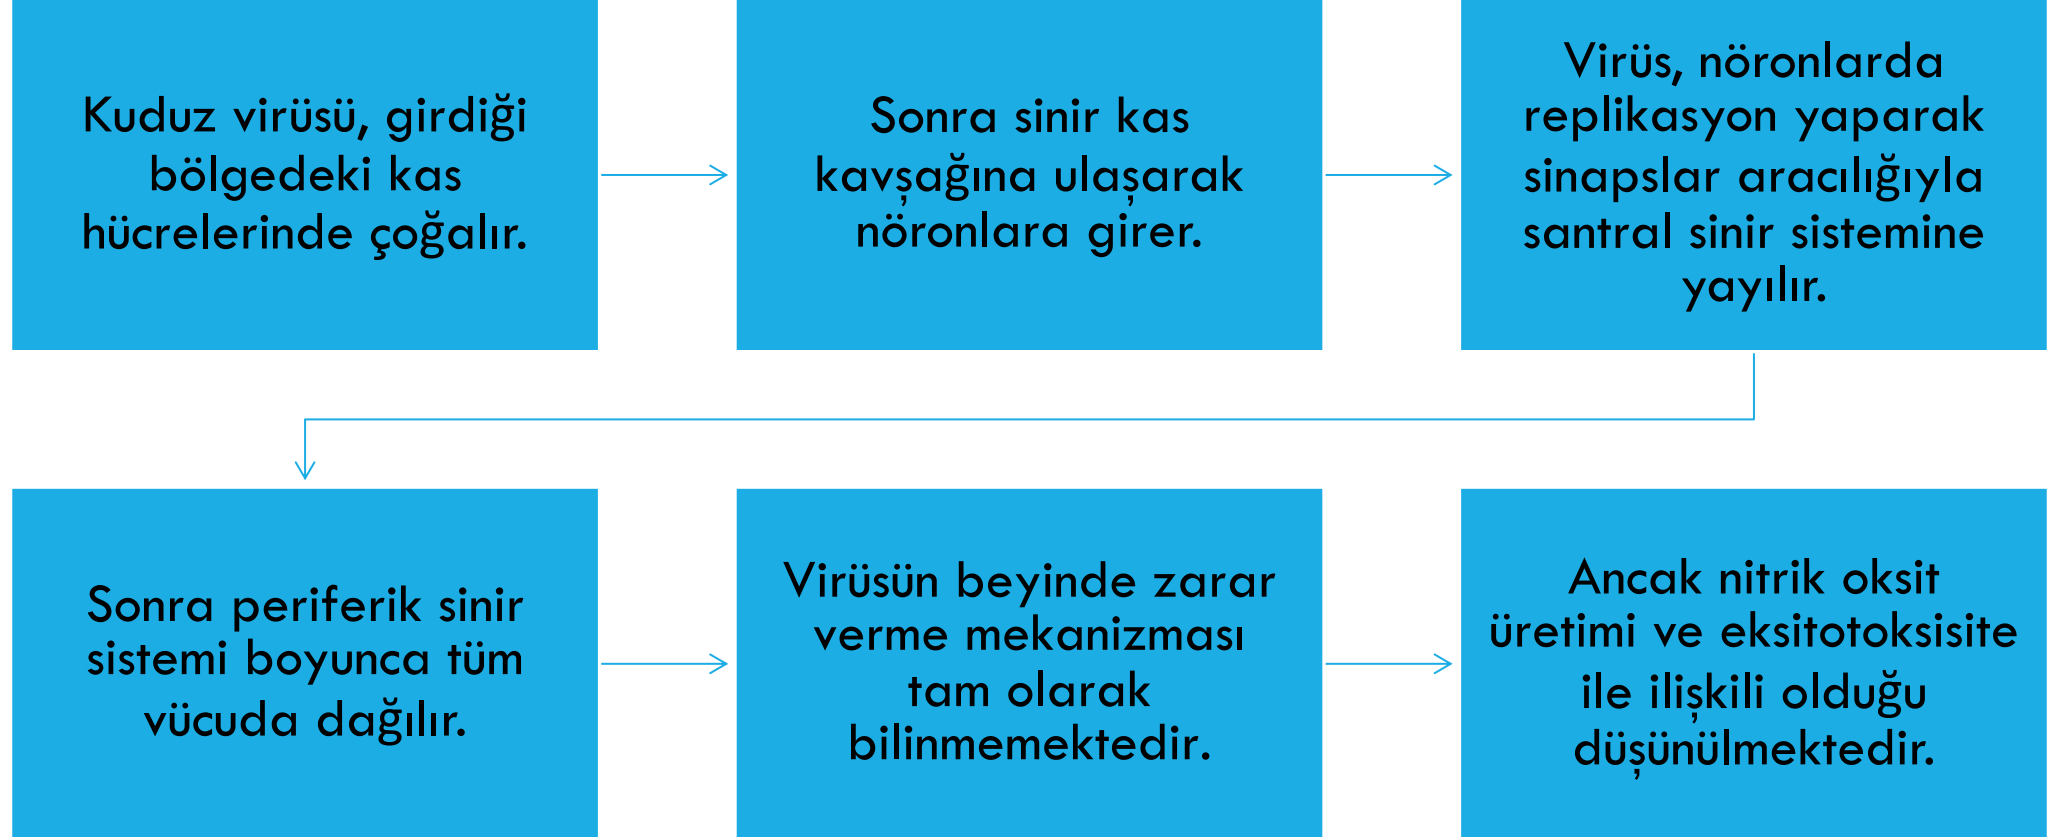 Kuduz virüsü, girdiği
bölgedeki kas
hücrelerinde çoğalır.
Sonra sinir kas
kavşağına ulaşarak
nöronlara girer.
Virüs, nöronlarda
replikasyon yaparak
sinapslar aracılığıyla
santral sinir sistemine
yayılır.
Sonra periferik sinir
sistemi boyunca tüm
vücuda dağılır.
Virüsün beyinde zarar
verme mekanizması
tam olarak
bilinmemektedir.
Ancak nitrik oksit
üretimi ve eksitotoksisite
ile ilişkili olduğu
düşünülmektedir.